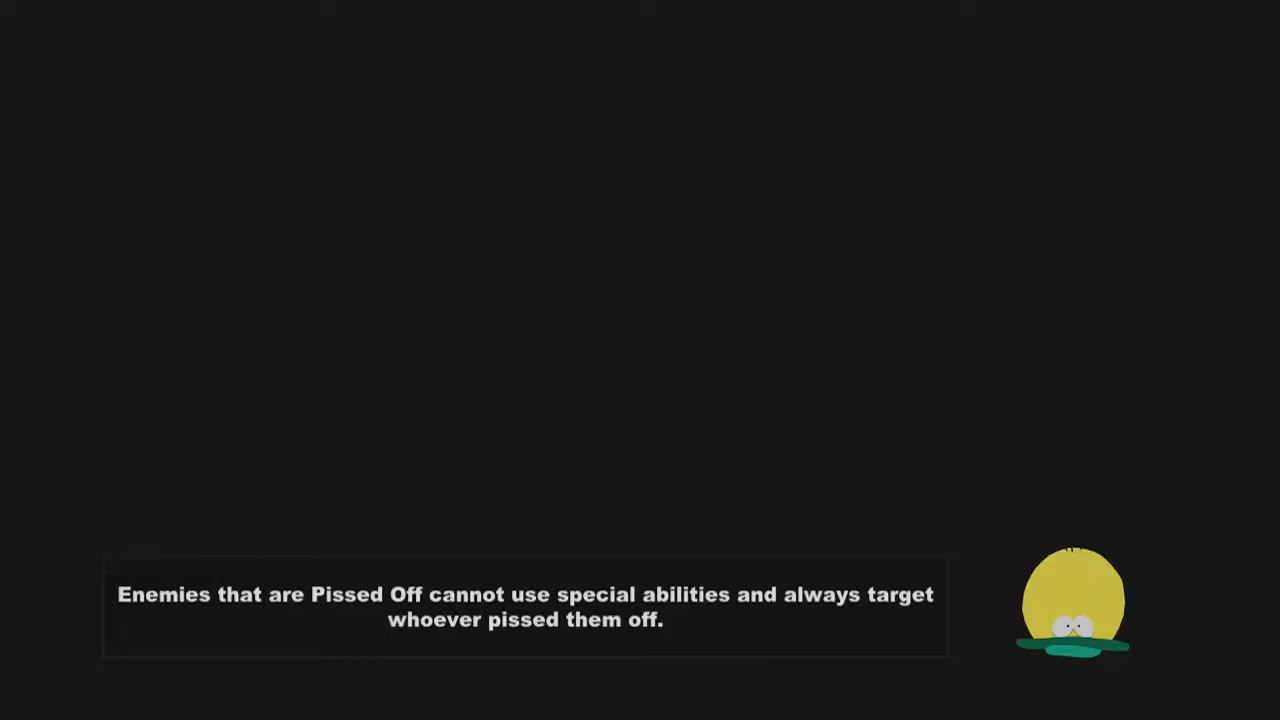 Enemies that are Pissed Off cannot use special abilities and always target
whoever pissed them off.